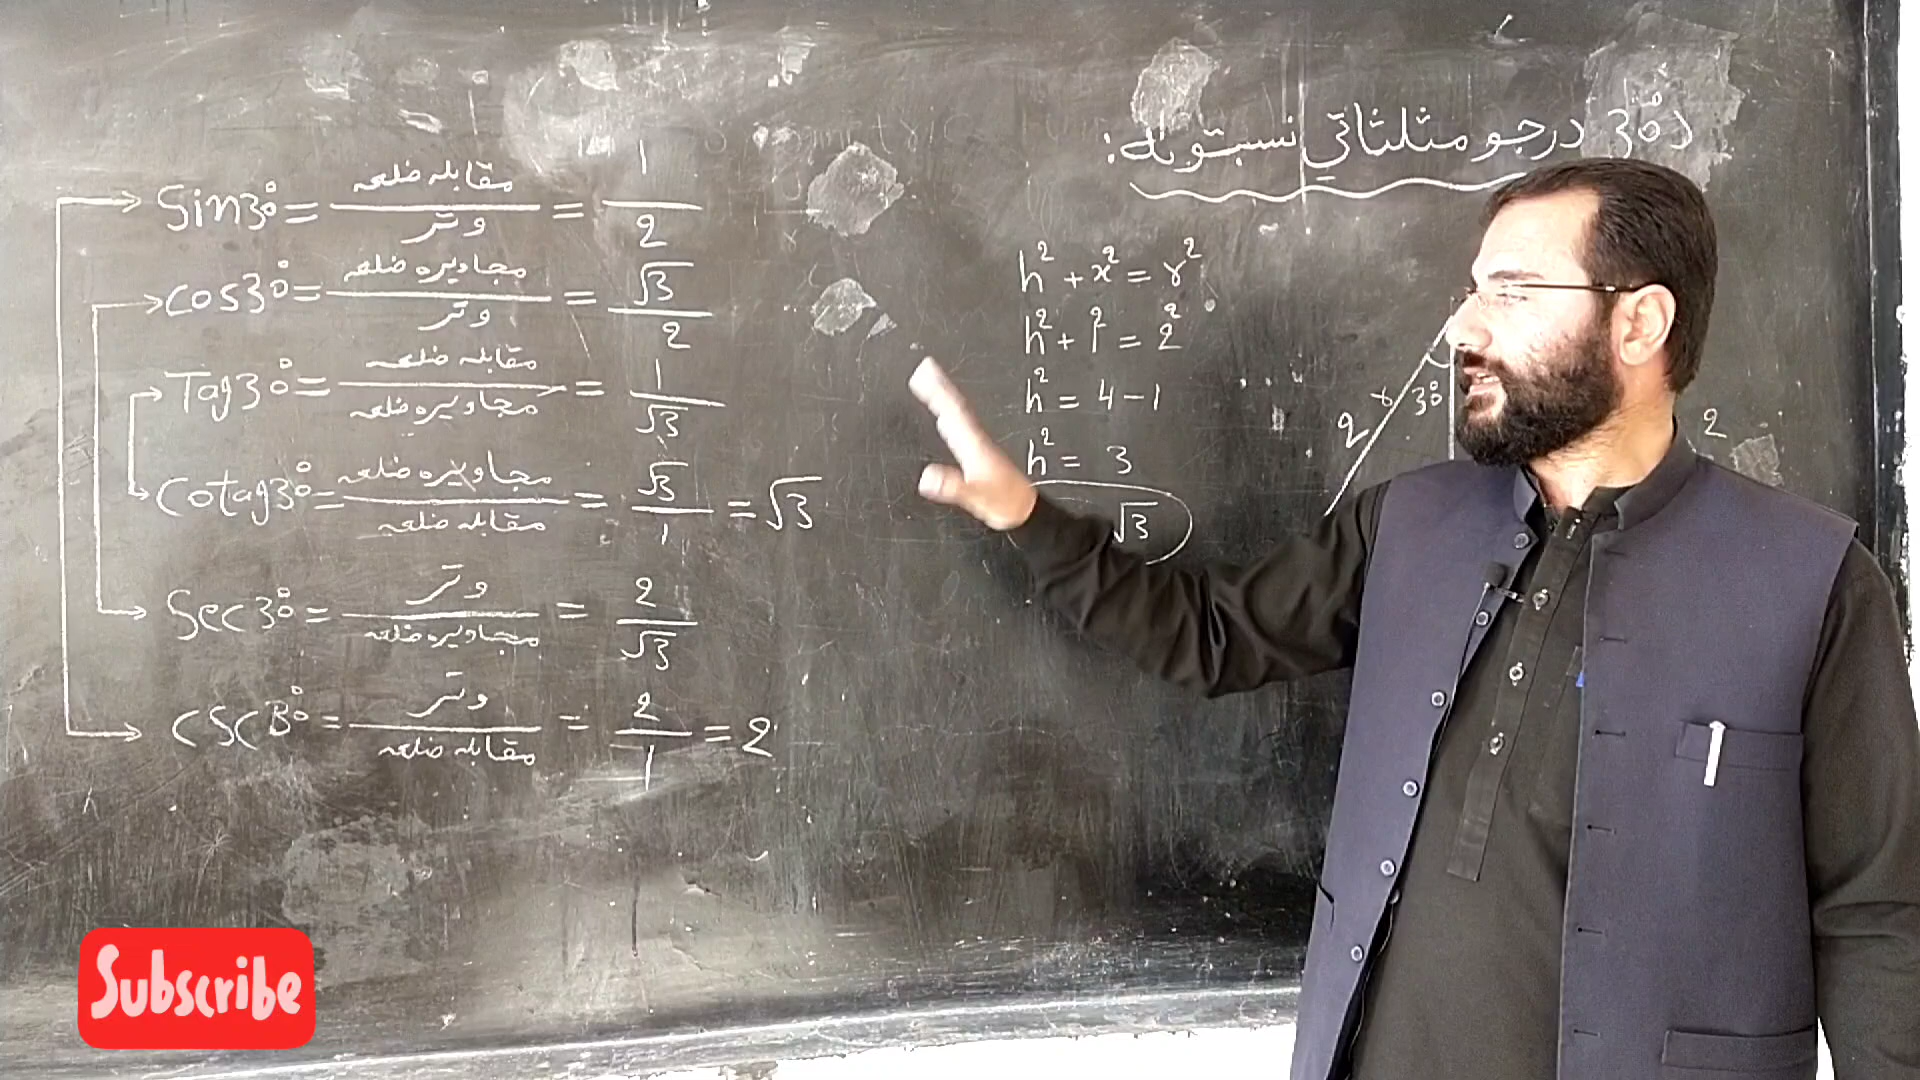 د 30° درجو مثلثاتي نسبتونه:
Sin30° = مقابله ضلعه / وتر = 1/2
cos30° = مجاوره ضلعه / وتر = √3/2
Tag30° = مقابله ضلعه / مجاوره ضلعه = 1/√3
Cotag30° = مجاوره ضلعه / مقابله ضلعه = √3/1 = √3
Sec30° = وتر / مجاوره ضلعه = 2/√3
CSC30° = وتر / مقابله ضلعه = 2/1 = 2
h² + x² = r²
h² + 1² = 2²
h² = 4 - 1
h² = 3
√3
2 r 30°
2
Subscribe